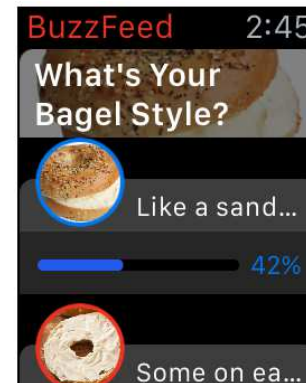 BuzzFeed 2:45
What's Your
Bagel Style?
Like a sand...
42%
Some on ea...